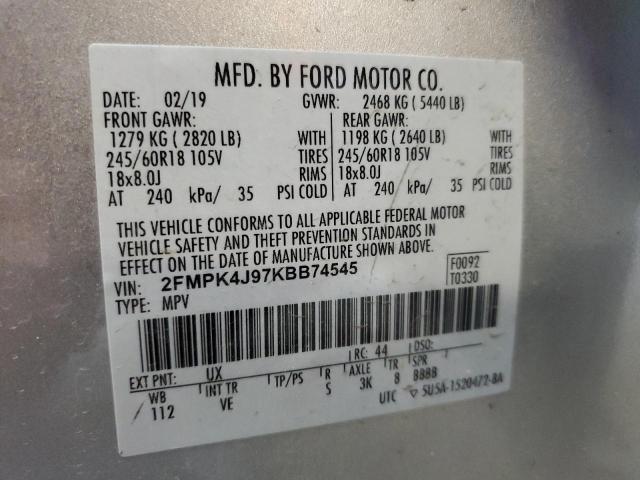 MFD. BY FORD MOTOR CO.
DATE: 02/19 GVWR: 2468 KG ( 5440 LB)
FRONT GAWR: REAR GAWR:
1279 KG ( 2820 LB) WITH 1198 KG ( 2640 LB) WITH
245/60R18 105V TIRES 245/60R18 105V TIRES
18x8.0J RIMS 18x8.0J RIMS
AT 240 kPa/ 35 PSI COLD AT 240 kPa/ 35 PSI COLD
THIS VEHICLE CONFORMS TO ALL APPLICABLE FEDERAL MOTOR
VEHICLE SAFETY AND THEFT PREVENTION STANDARDS IN
EFFECT ON THE DATE OF MANUFACTURE SHOWN ABOVE.
VIN: 2FMPK4J97KBB74545 F0092
TYPE: MPV T0330
EXT PNT: UX RC: 44 DSO:
WB INT TR TP/PS R AXLE TR SPR
112 VE S 3K 8 BBBB
UTC ▽ 5U5A-1520472-BA